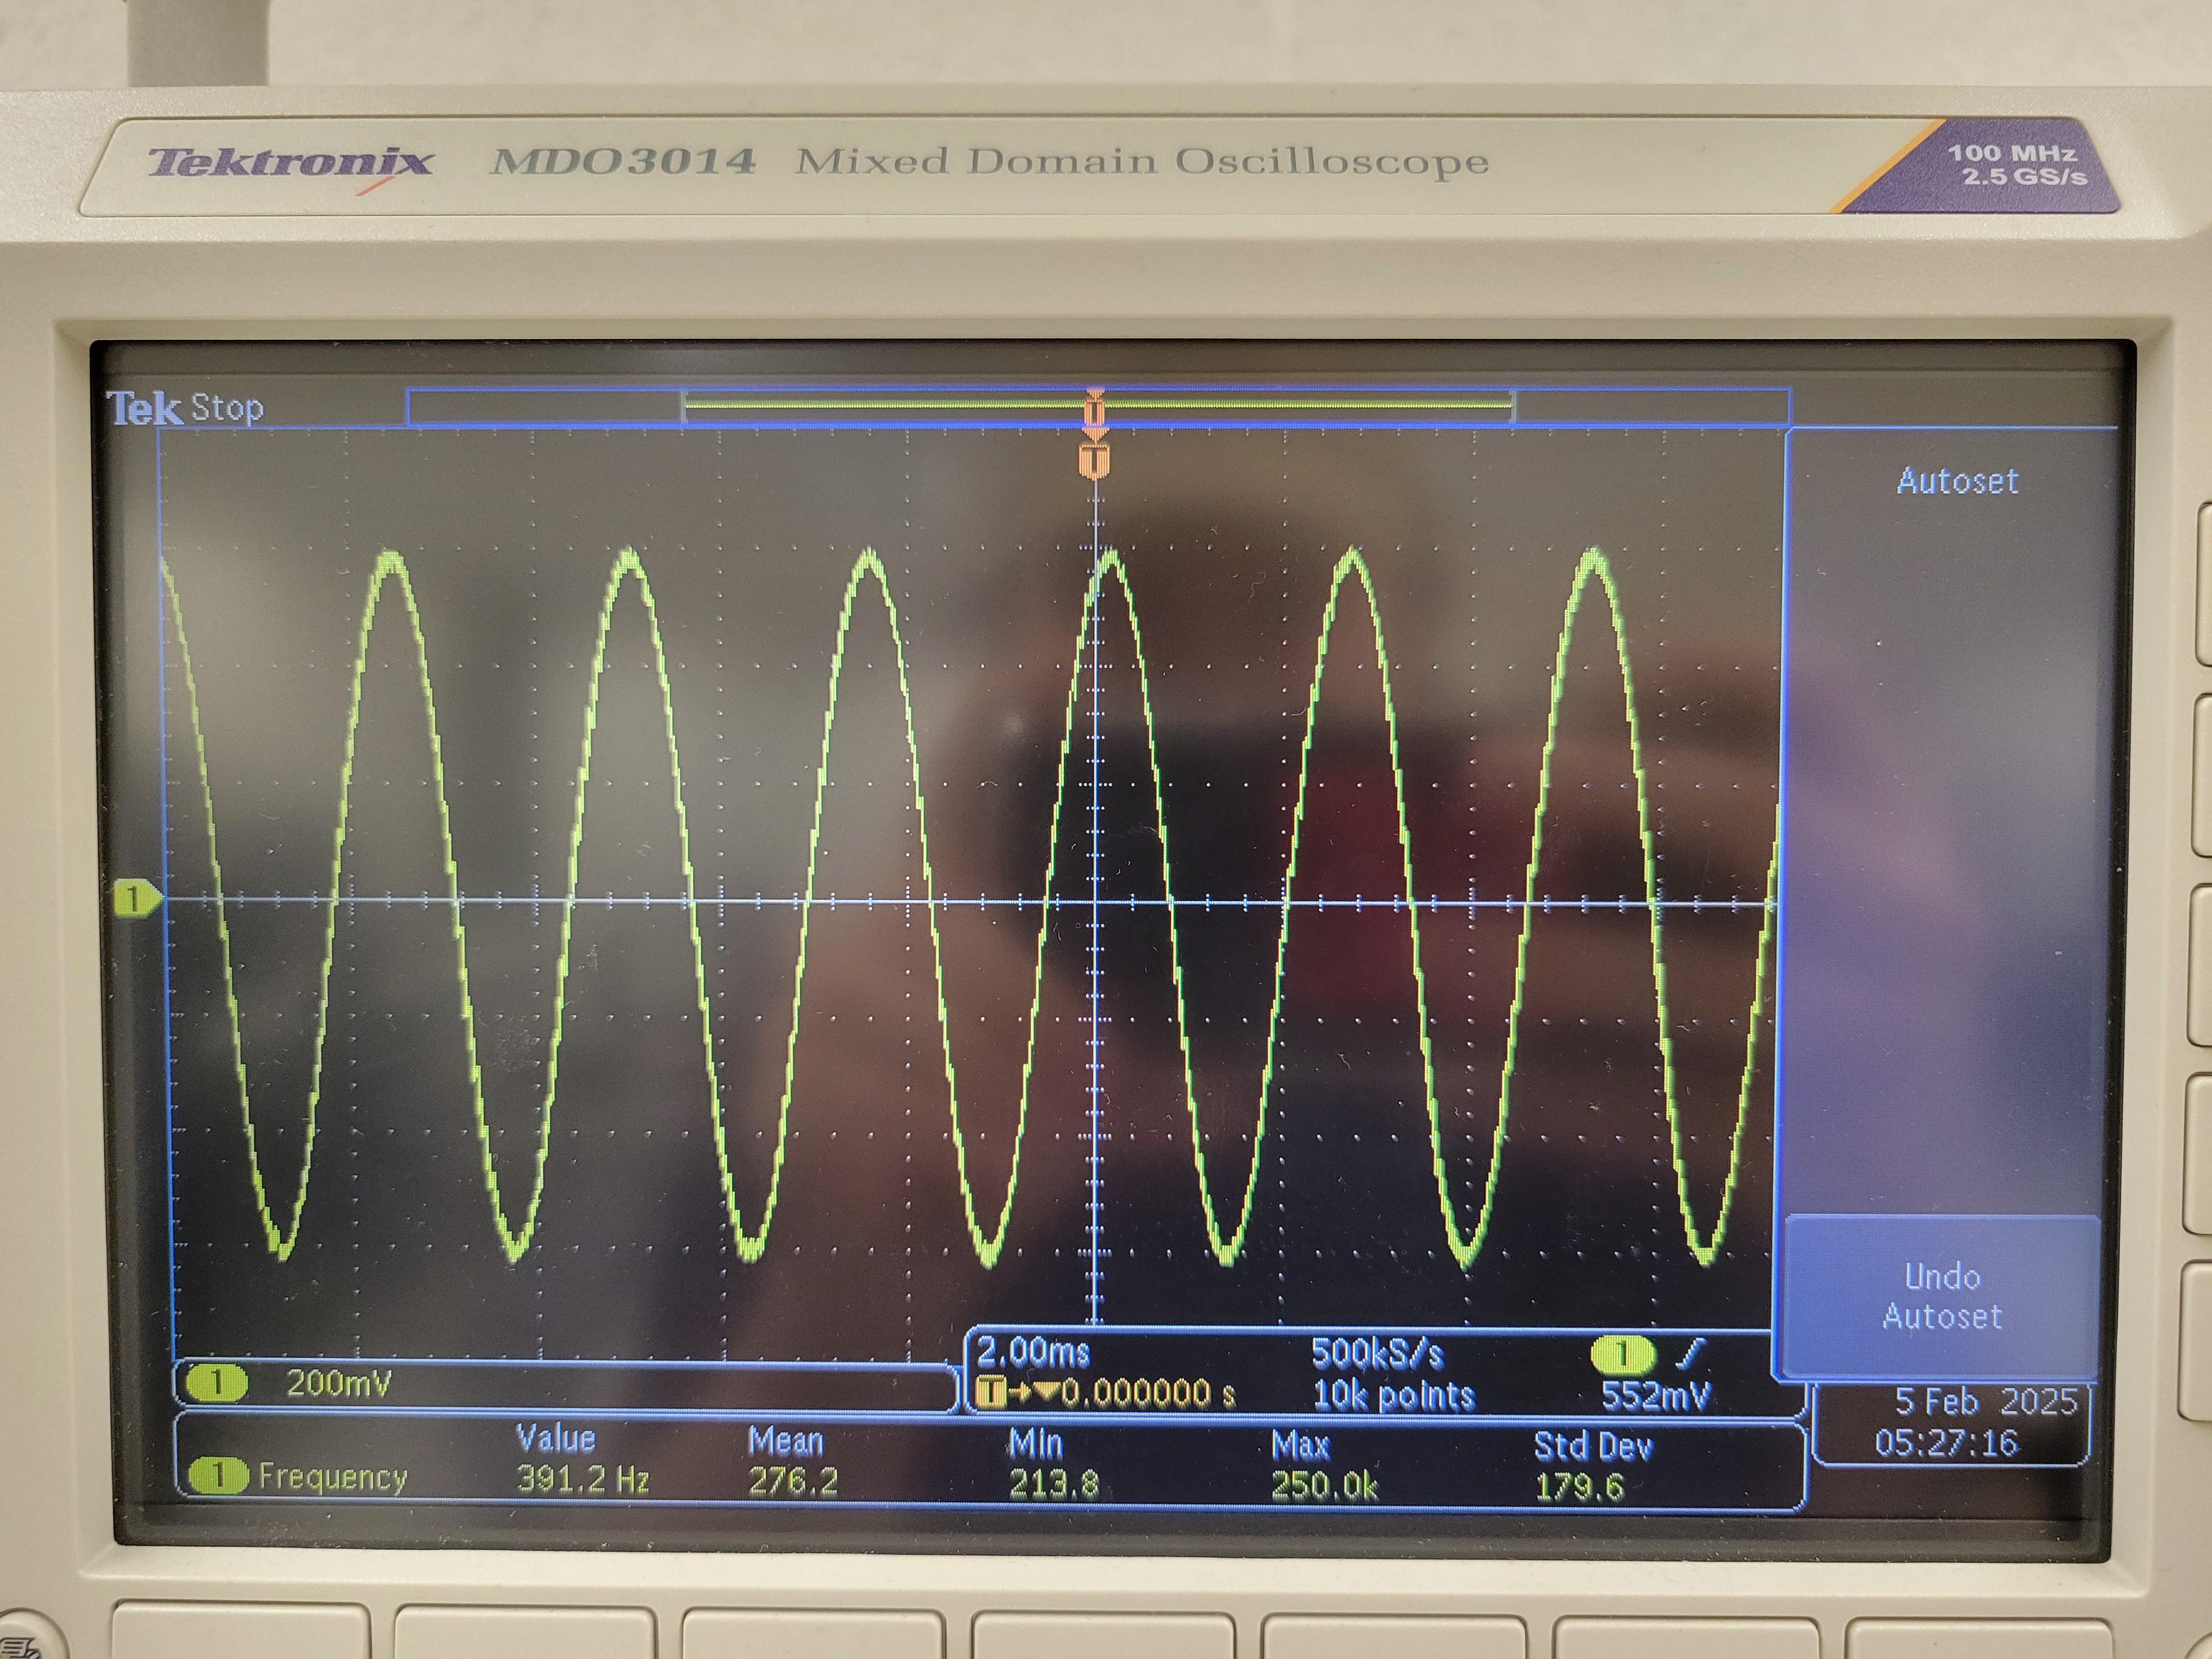 Tektronix MDO3014 Mixed Domain Oscilloscope
100 MHz
2.5 GS/s
Tek Stop
T
T
Autoset
1
Undo
Autoset
1 200mV
2.00ms 500kS/s 1
T→▼0.000000 s 10k points 552mV
Value Mean Min Max Std Dev
1 Frequency 391.2 Hz 276.2 213.8 250.0k 179.6
5 Feb 2025
05:27:16